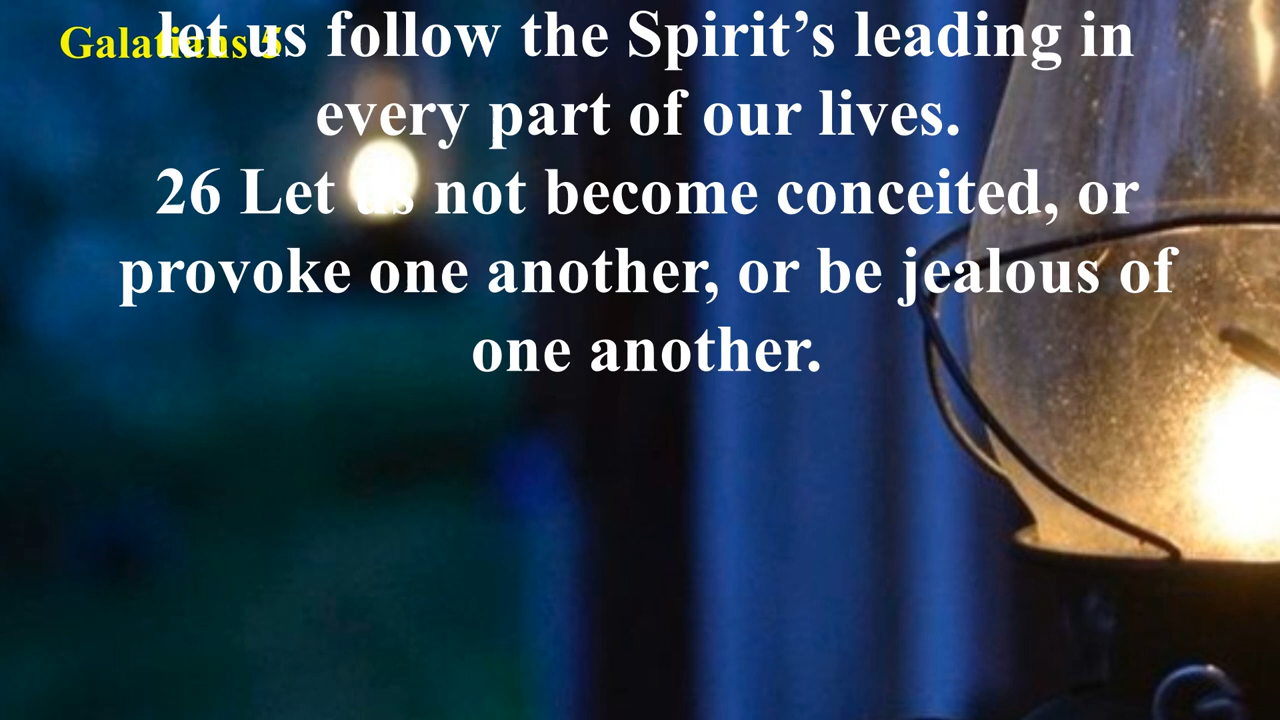 Galatians 5
let us follow the Spirit’s leading in
every part of our lives.
26 Let us not become conceited, or
provoke one another, or be jealous of
one another.